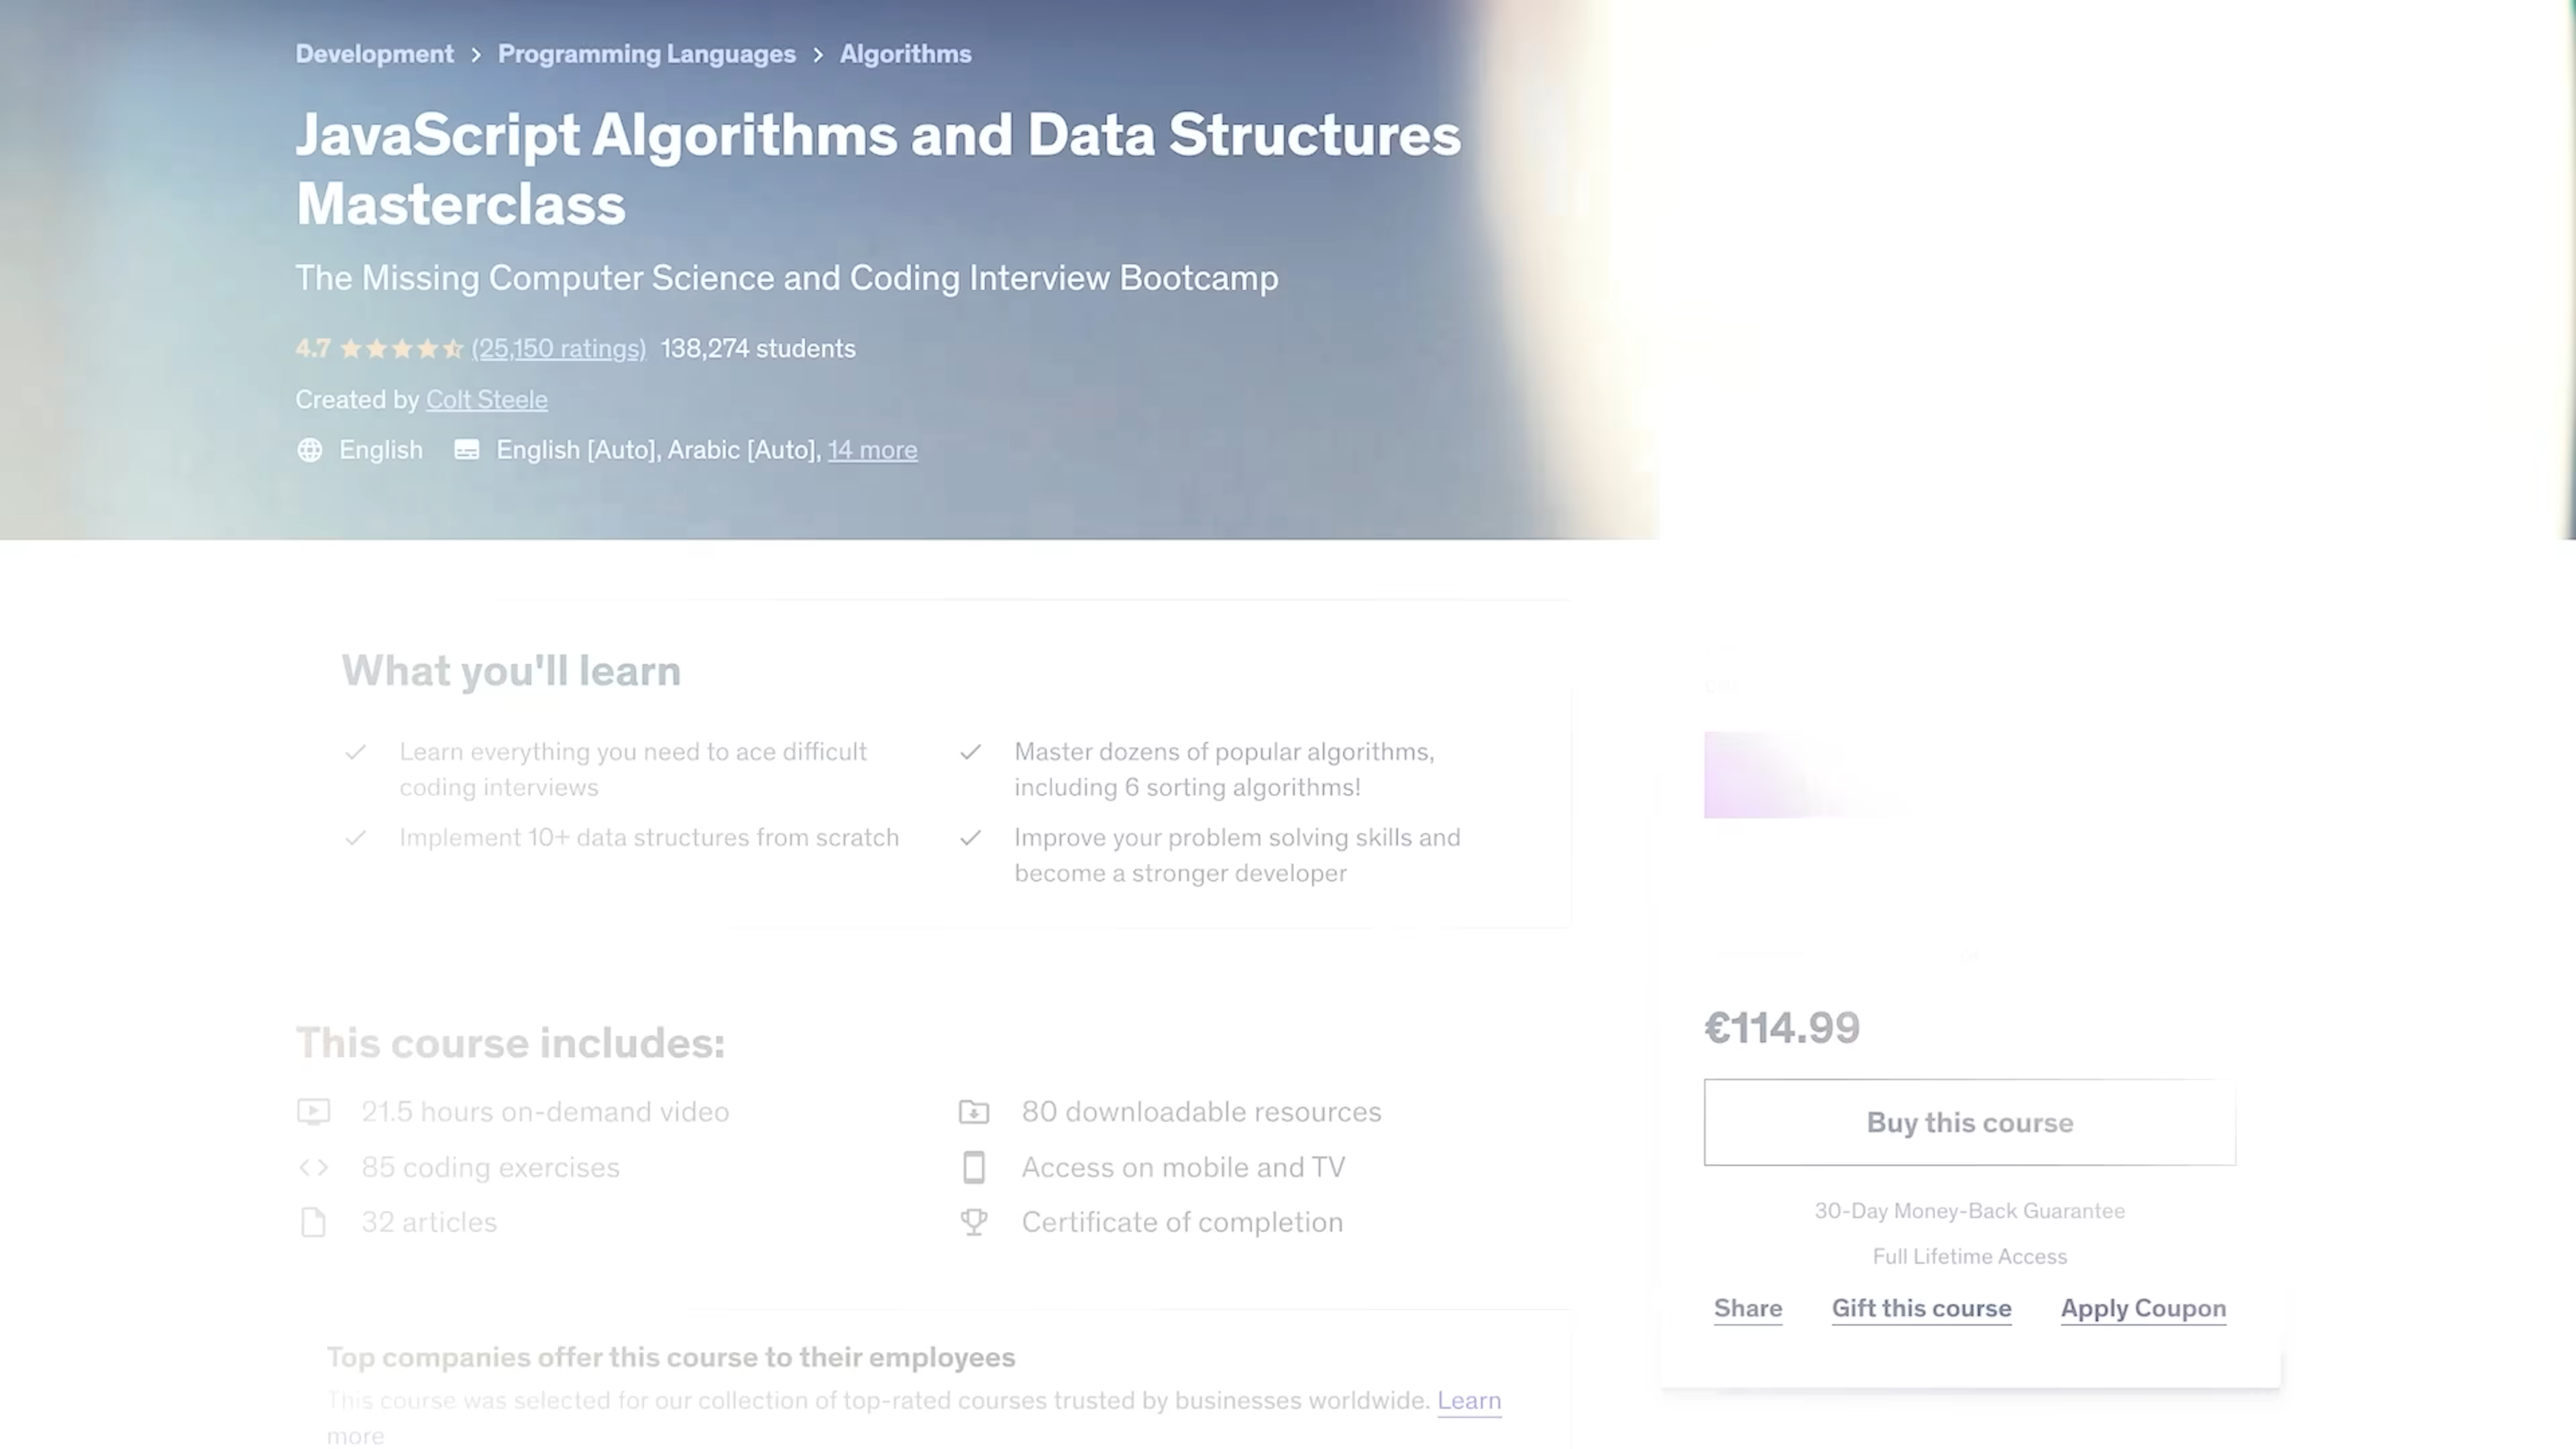 Development > Programming Languages > Algorithms
JavaScript Algorithms and Data Structures
Masterclass
The Missing Computer Science and Coding Interview Bootcamp
4.7 (25,150 ratings) 138,274 students
Created by Colt Steele
English English [Auto], Arabic [Auto], 14 more
What you'll learn
Learn everything you need to ace difficult
coding interviews
Implement 10+ data structures from scratch
Master dozens of popular algorithms,
including 6 sorting algorithms!
Improve your problem solving skills and
become a stronger developer
This course includes:
21.5 hours on-demand video
85 coding exercises
32 articles
80 downloadable resources
Access on mobile and TV
Certificate of completion
Top companies offer this course to their employees
This course was selected for our collection of top-rated courses trusted by businesses worldwide. Learn
more
€114.99
Buy this course
30-Day Money-Back Guarantee
Full Lifetime Access
Share Gift this course Apply Coupon